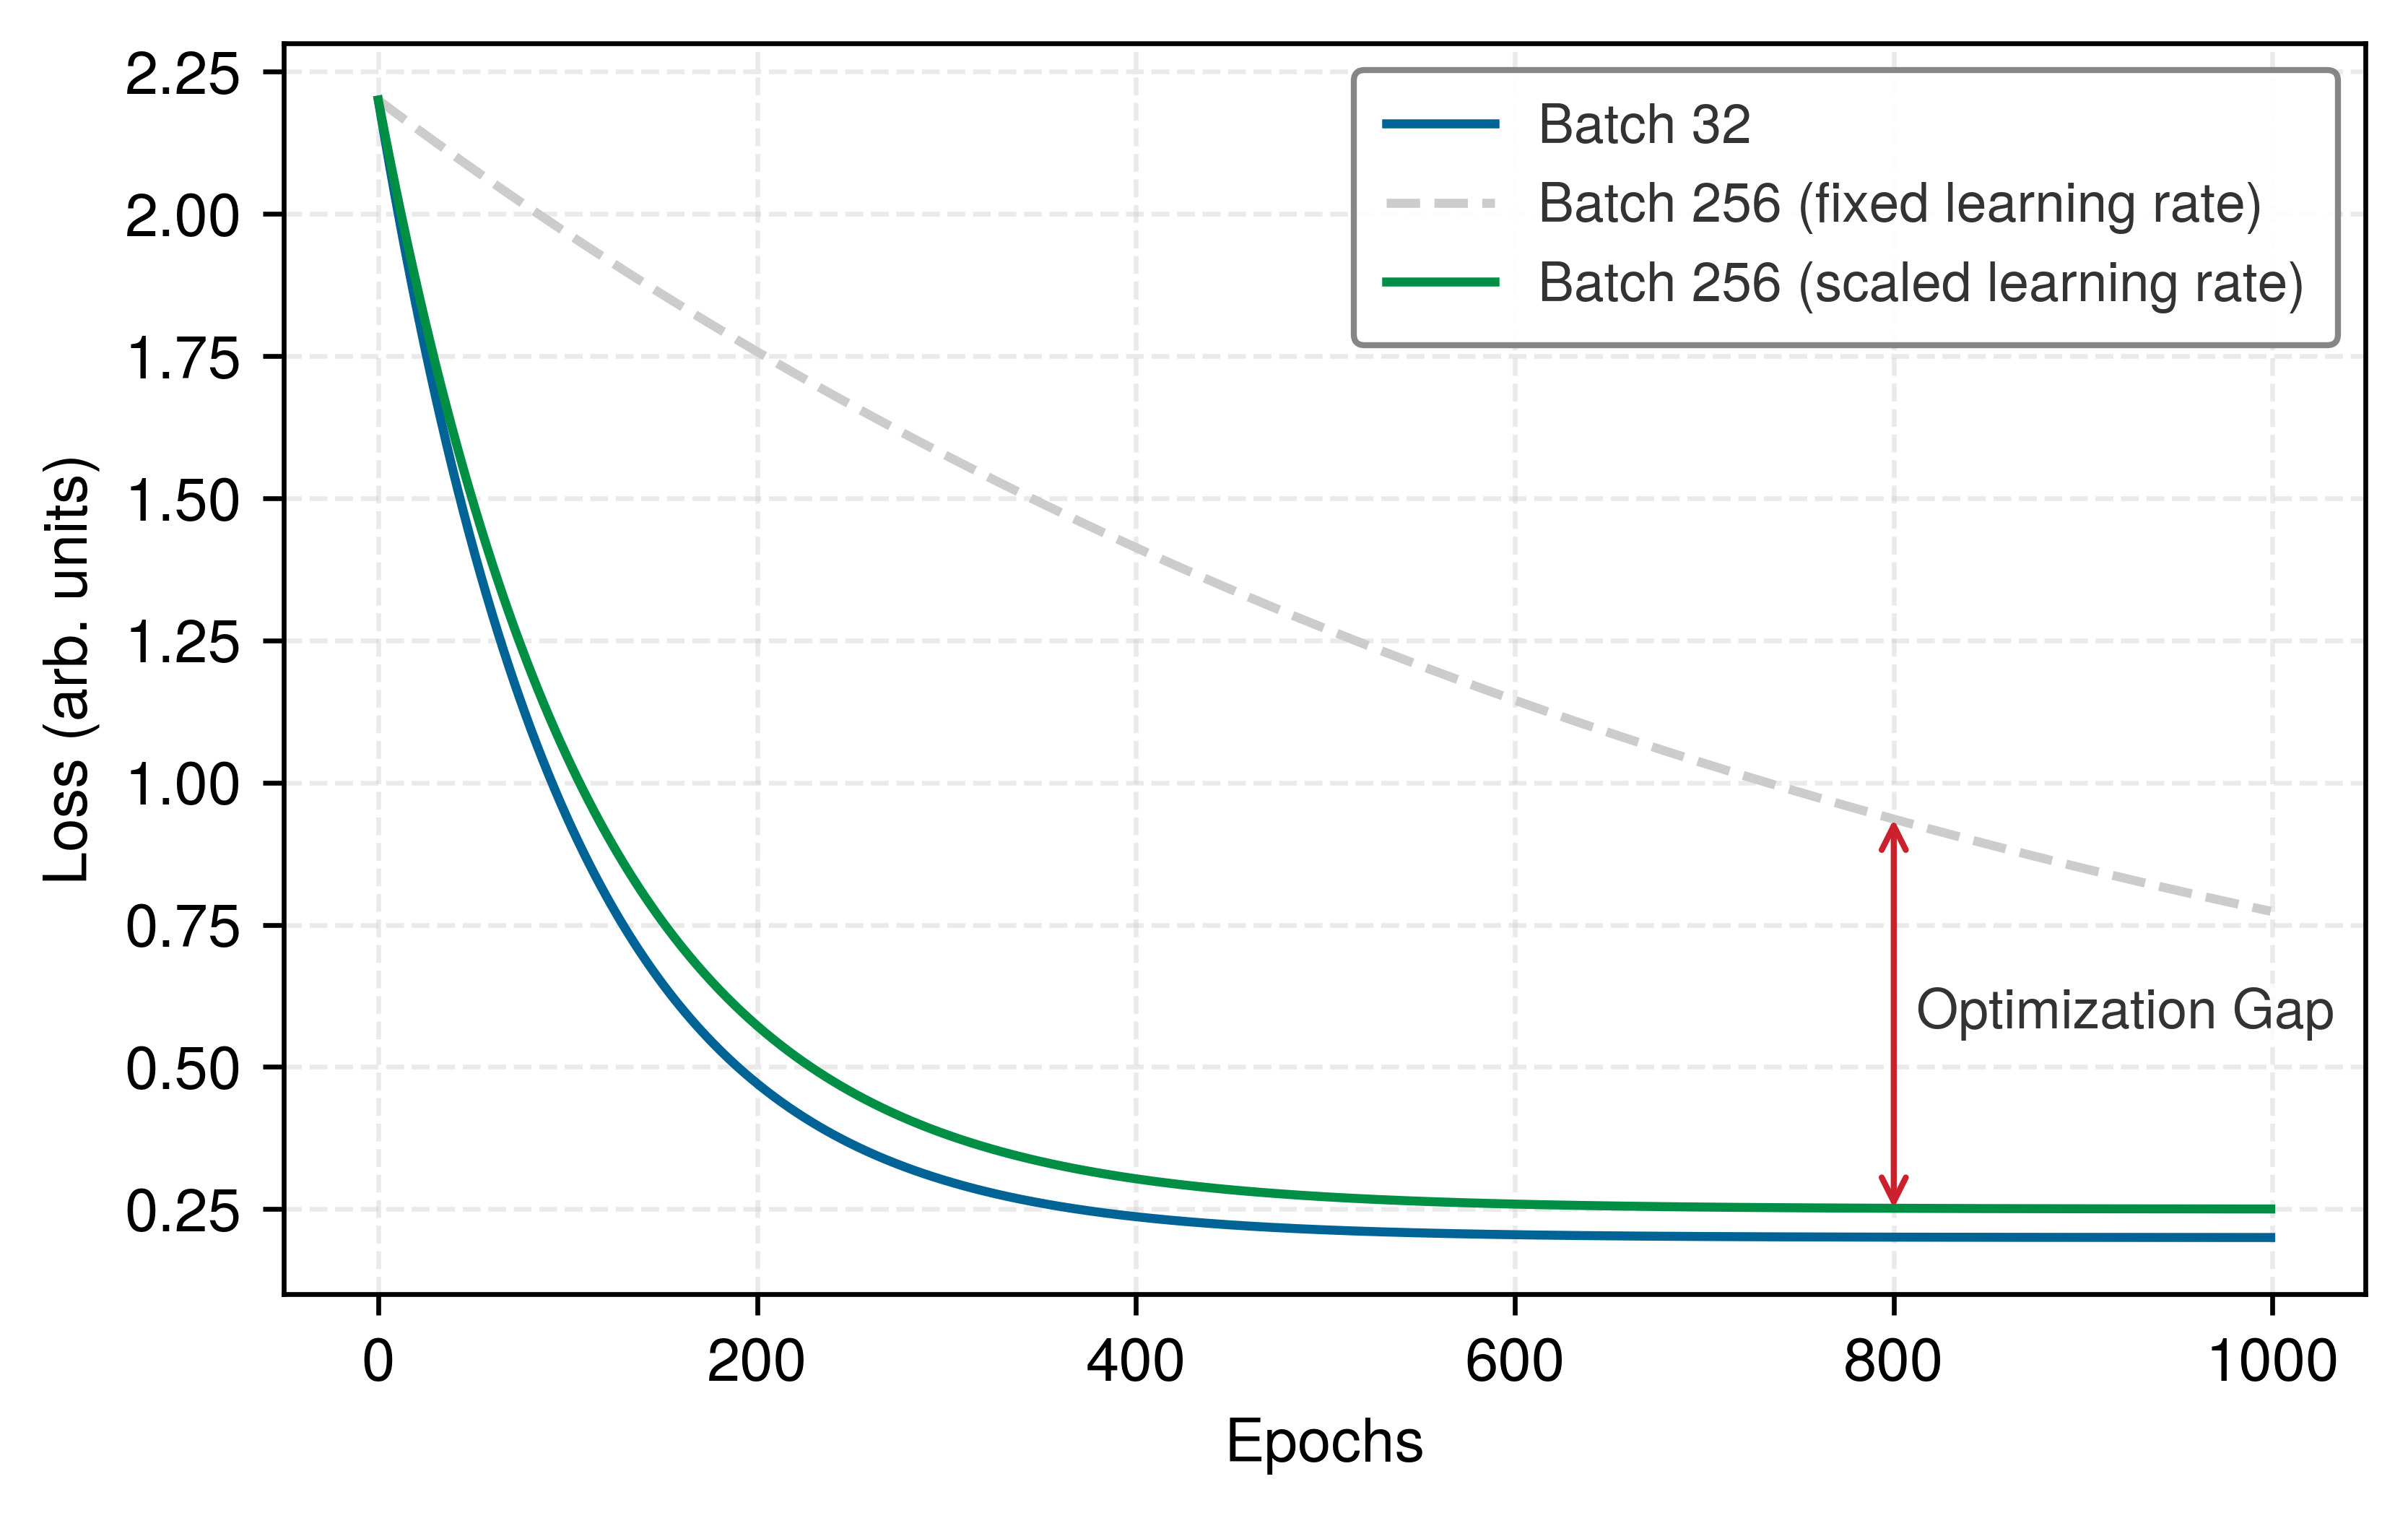 2.25
2.00
1.75
1.50
1.25
1.00
0.75
0.50
0.25
Loss (arb. units)
Batch 32
Batch 256 (fixed learning rate)
Batch 256 (scaled learning rate)
Optimization Gap
0 200 400 600 800 1000
Epochs